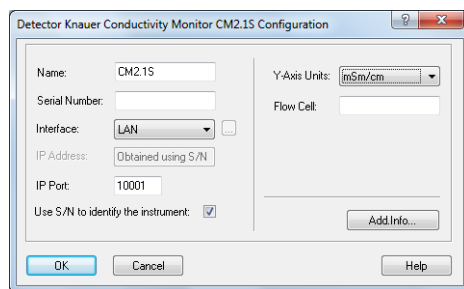 Detector Knauer Conductivity Monitor CM2.1S Configuration
Name: CM2.1S
Serial Number:
Interface: LAN ...
IP Address: Obtained using S/N
IP Port: 10001
Use S/N to identify the instrument:
Y-Axis Units: mSm/cm
Flow Cell:
Add.Info...
OK Cancel Help